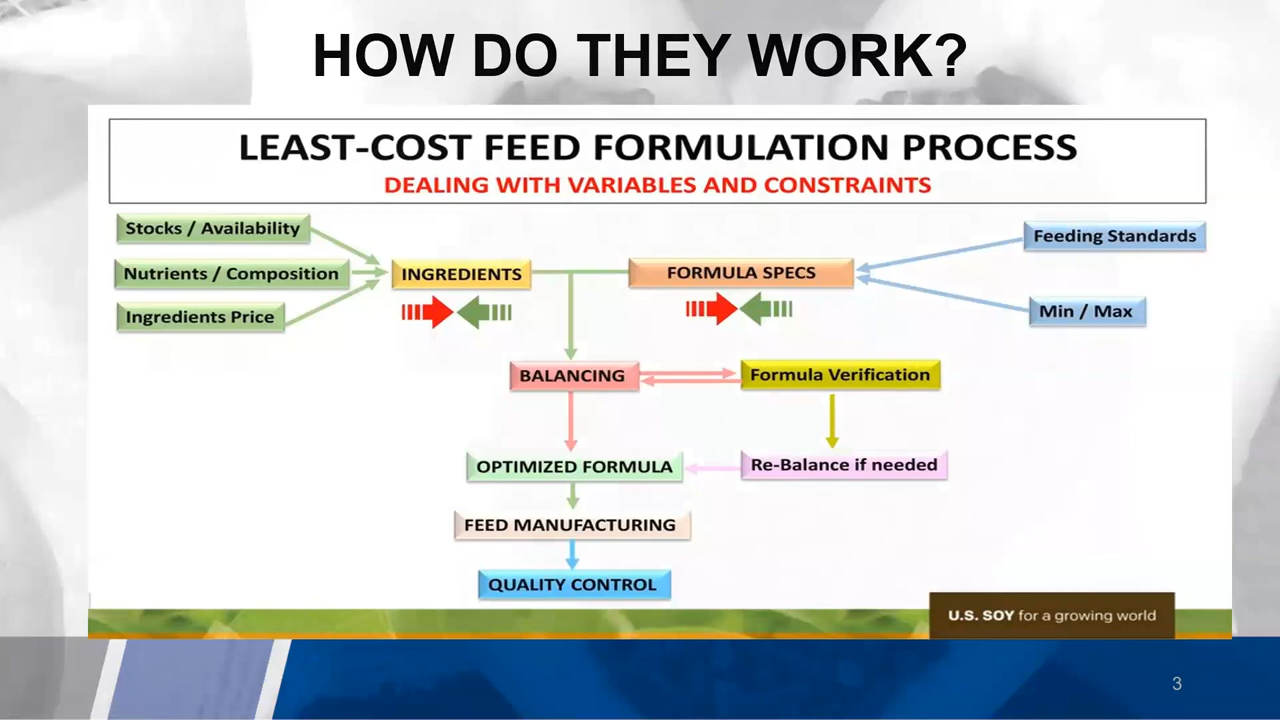 HOW DO THEY WORK?
LEAST-COST FEED FORMULATION PROCESS
DEALING WITH VARIABLES AND CONSTRAINTS
Stocks / Availability
Nutrients / Composition
Ingredients Price
INGREDIENTS
FORMULA SPECS
Feeding Standards
Min / Max
BALANCING
Formula Verification
OPTIMIZED FORMULA
Re-Balance if needed
FEED MANUFACTURING
QUALITY CONTROL
U.S. SOY for a growing world
3